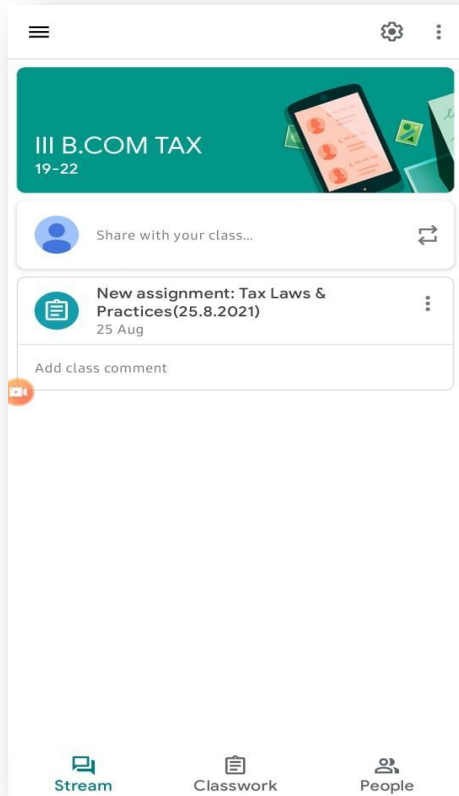 III B.COM TAX
19-22
Share with your class...
New assignment: Tax Laws &
Practices(25.8.2021)
25 Aug
Add class comment
Stream Classwork People